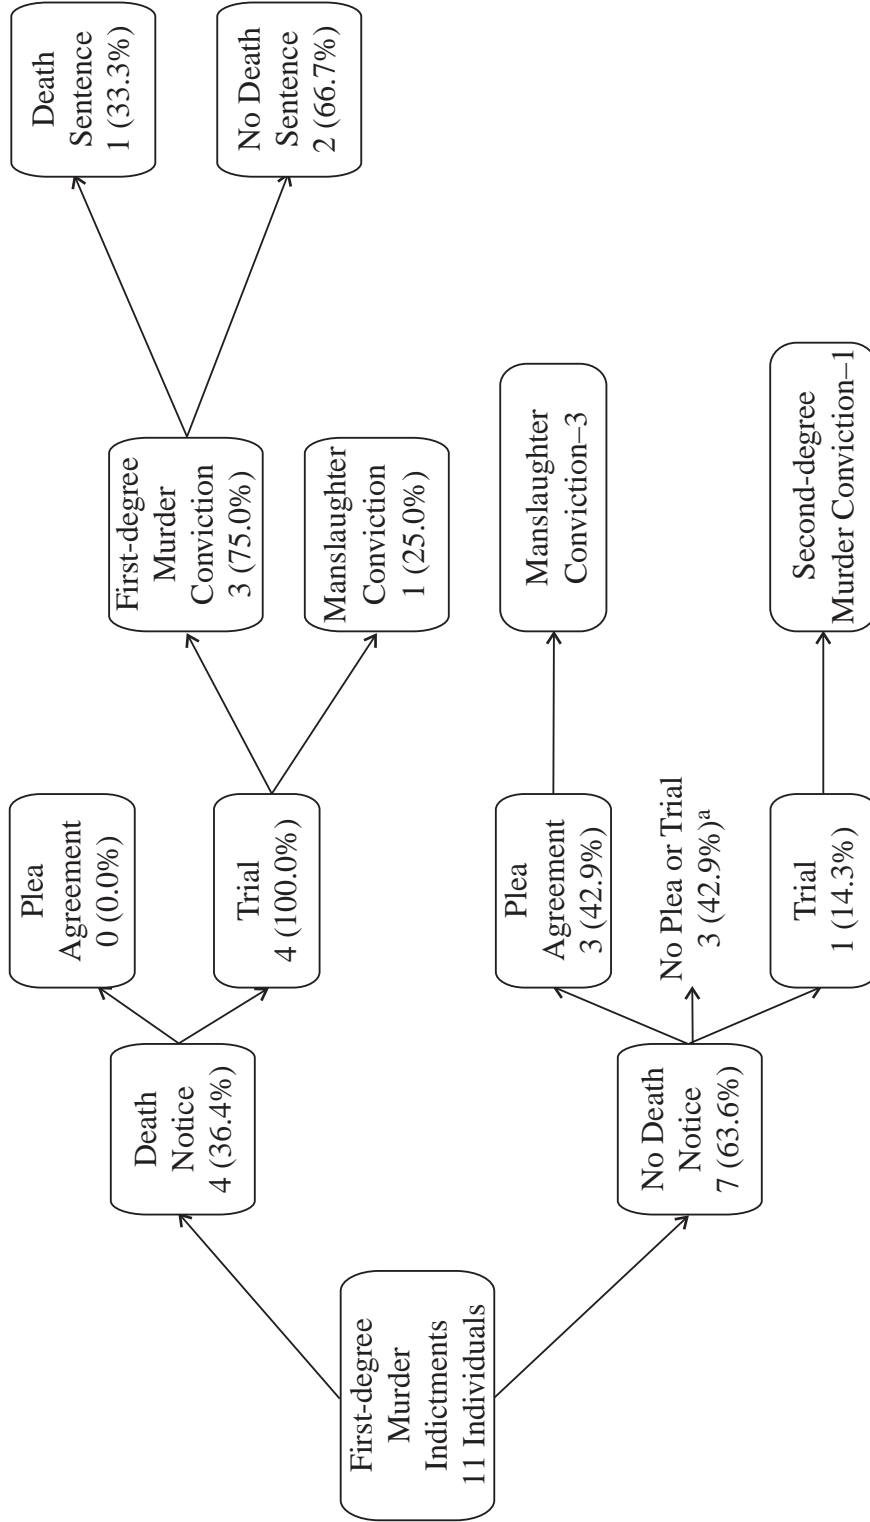 First-degree
Murder
Indictments
11 Individuals
Death
Notice
4 (36.4%)
No Death
Notice
7 (63.6%)
Plea
Agreement
0 (0.0%)
Trial
4 (100.0%)
Plea
Agreement
3 (42.9%)
No Plea or Trial
3 (42.9%)ᵃ
Trial
1 (14.3%)
First-degree
Murder
Conviction
3 (75.0%)
Manslaughter
Conviction
1 (25.0%)
Manslaughter
Conviction–3
Second-degree
Murder Conviction–1
Death
Sentence
1 (33.3%)
No Death
Sentence
2 (66.7%)